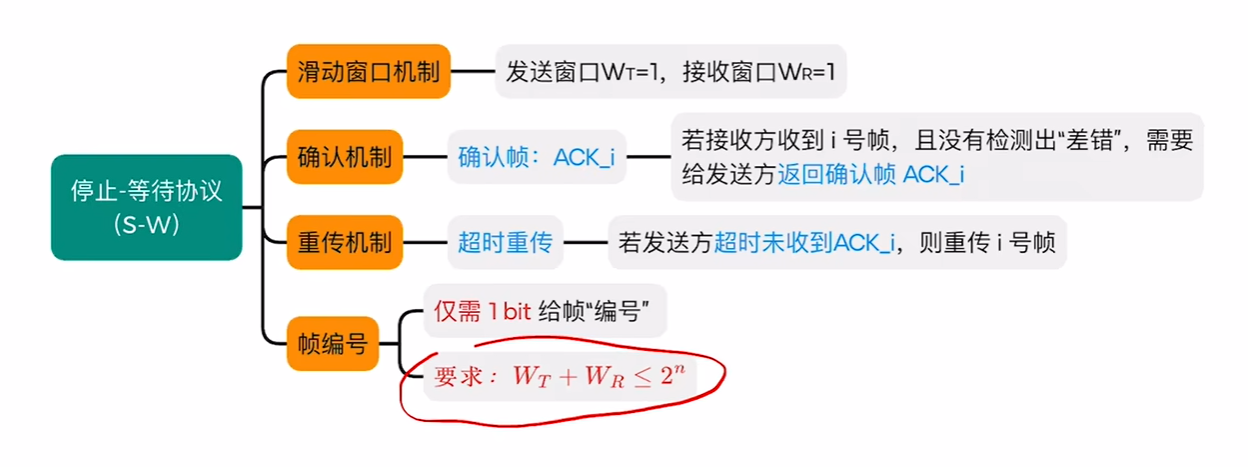 滑动窗口机制
发送窗口WT=1，接收窗口WR=1
停止-等待协议
(S-W)
确认机制
确认帧：ACK_i
若接收方收到 i 号帧，且没有检测出“差错”，需要
给发送方返回确认帧 ACK_i
重传机制
超时重传
若发送方超时未收到ACK_i，则重传 i 号帧
帧编号
仅需 1 bit 给帧“编号”
要求：W_T + W_R ≤ 2^n